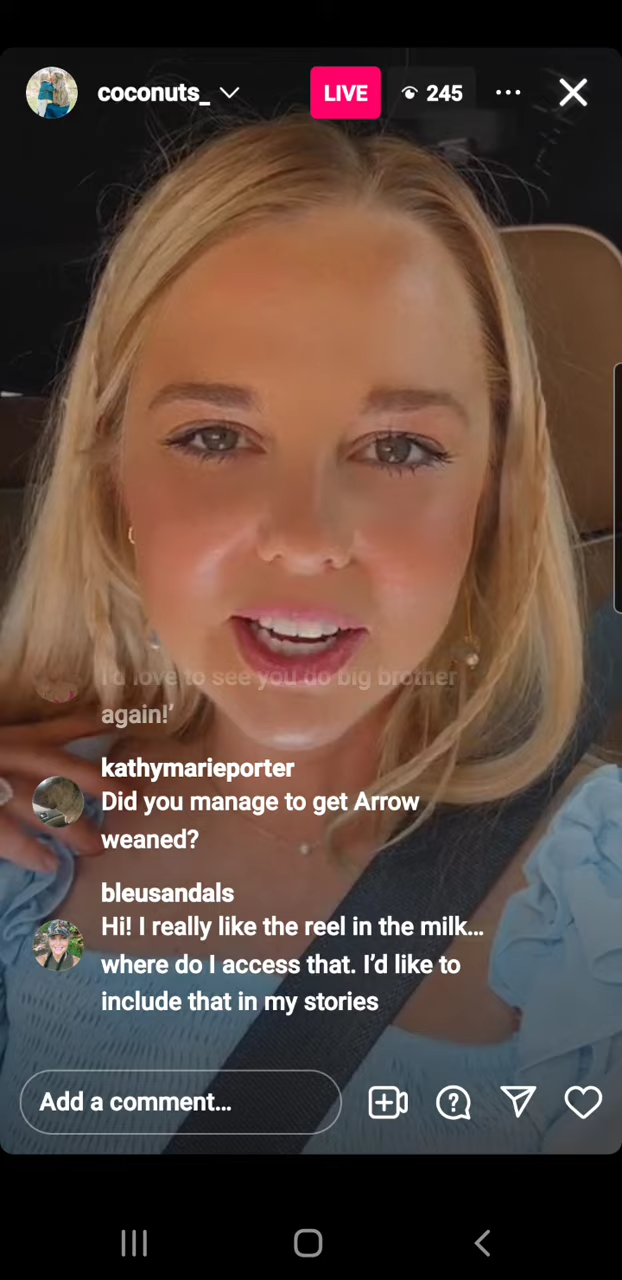 coconuts_
LIVE
245
I'd love to see you do big brother
again!'
kathymarieporter
Did you manage to get Arrow
weaned?
bleusandals
Hi! I really like the reel in the milk...
where do I access that. I'd like to
include that in my stories
Add a comment...